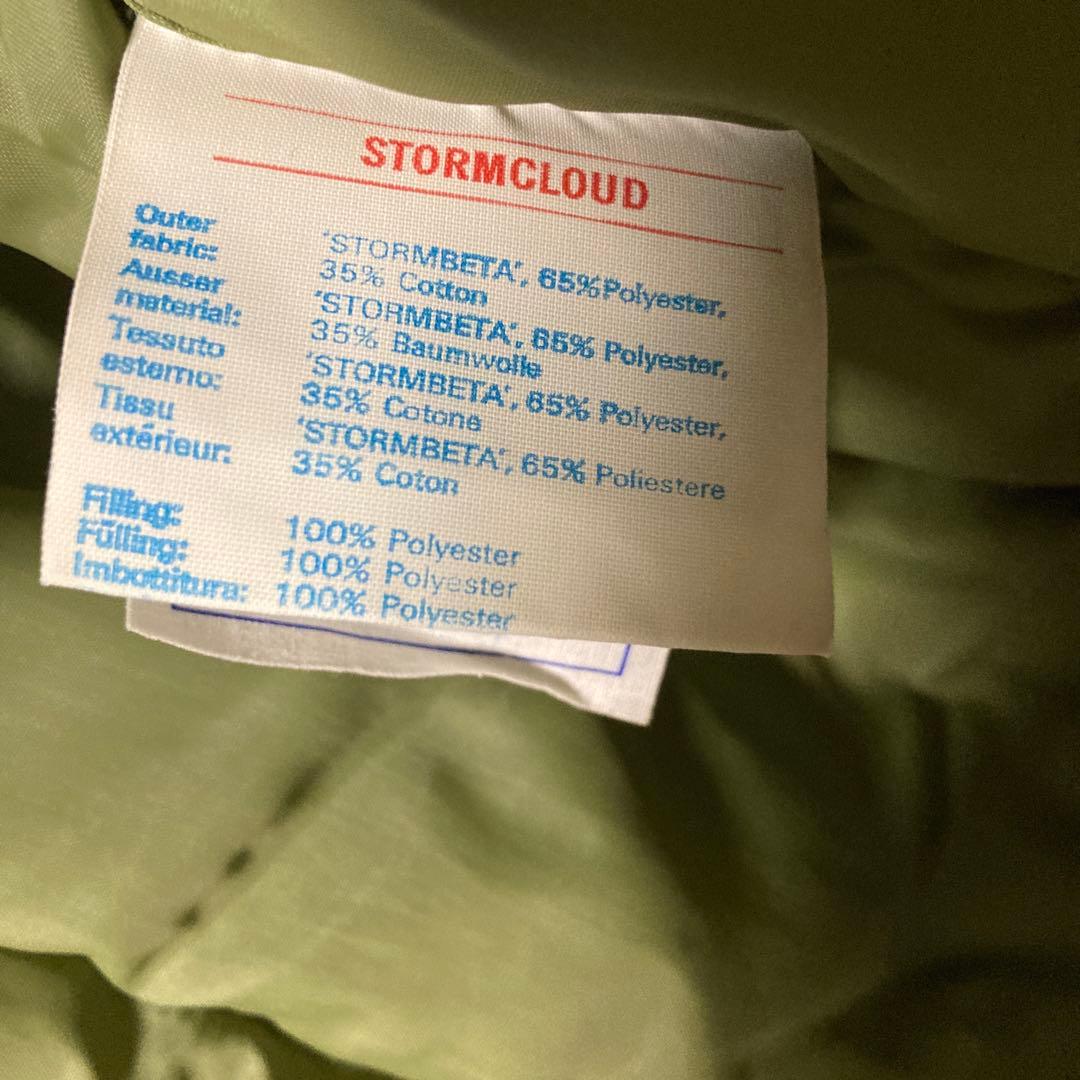 STORMCLOUD
Outer
fabric:
'STORMBETA', 65%Polyester,
35% Cotton
Ausser
material:
'STORMBETA', 65% Polyester,
35% Baumwolle
Tessuto
esterno:
'STORMBETA', 65% Polyester,
35% Cotone
Tissu
extérieur:
'STORMBETA', 65% Poliestere
35% Coton
Filling: 100% Polyester
Füllüng: 100% Polyester
Imbottitura: 100% Polyester